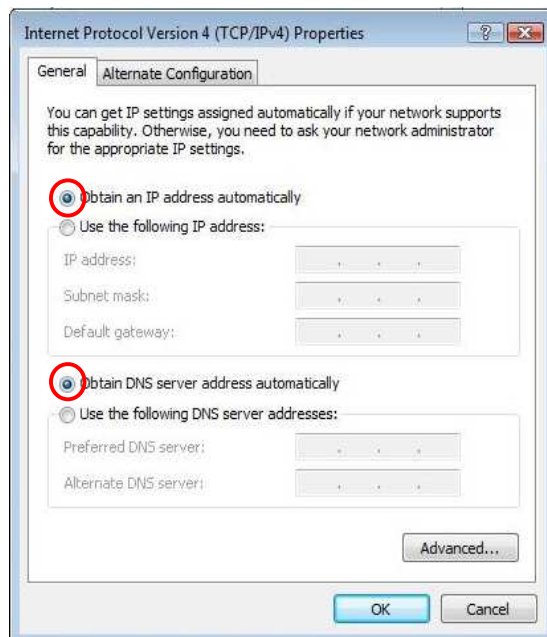 Internet Protocol Version 4 (TCP/IPv4) Properties
General
Alternate Configuration
You can get IP settings assigned automatically if your network supports
this capability. Otherwise, you need to ask your network administrator
for the appropriate IP settings.
Obtain an IP address automatically
Use the following IP address:
IP address:
Subnet mask:
Default gateway:
Obtain DNS server address automatically
Use the following DNS server addresses:
Preferred DNS server:
Alternate DNS server:
Advanced...
OK
Cancel